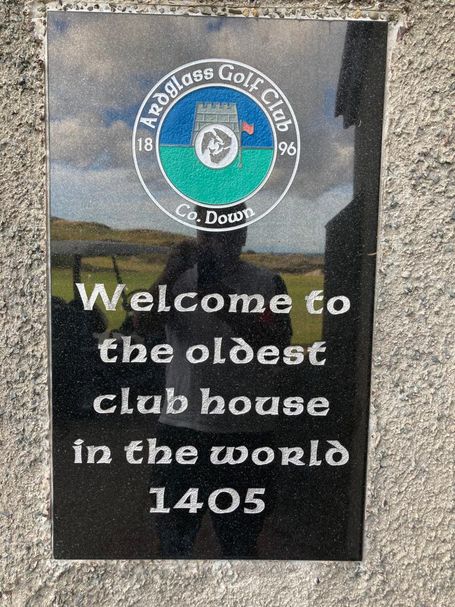 Ardglass Golf Club
18 96
Co. Down
Welcome to
the oldest
club house
in the world
1405